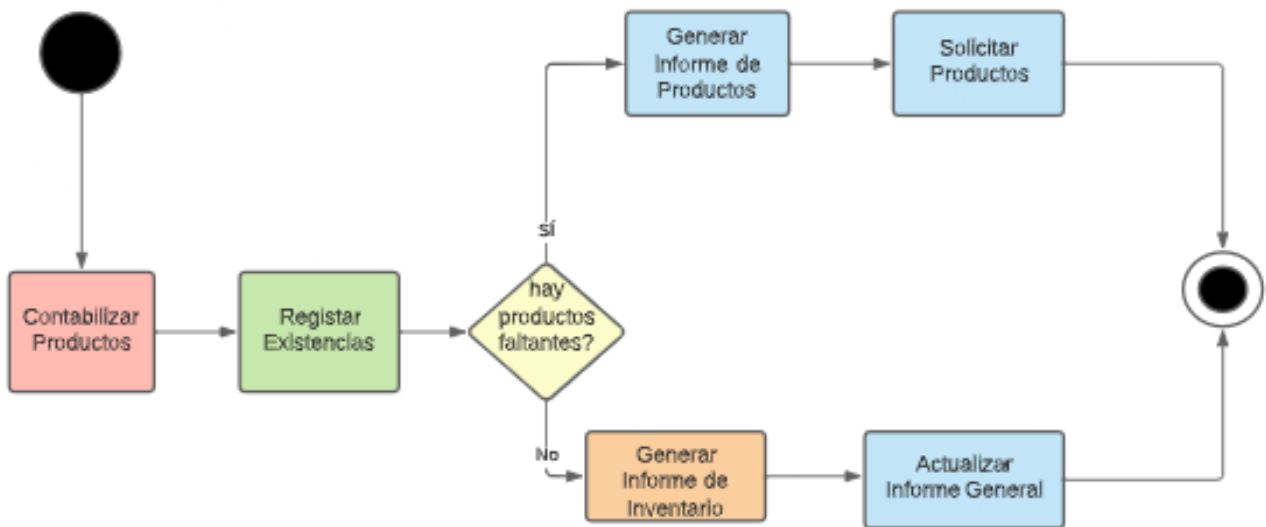 Generar
Informe de
Productos
Solicitar
Productos
sí
Contabilizar
Productos
Registar
Existencias
hay
productos
faltantes?
No
Generar
Informe de
Inventario
Actualizar
Informe General